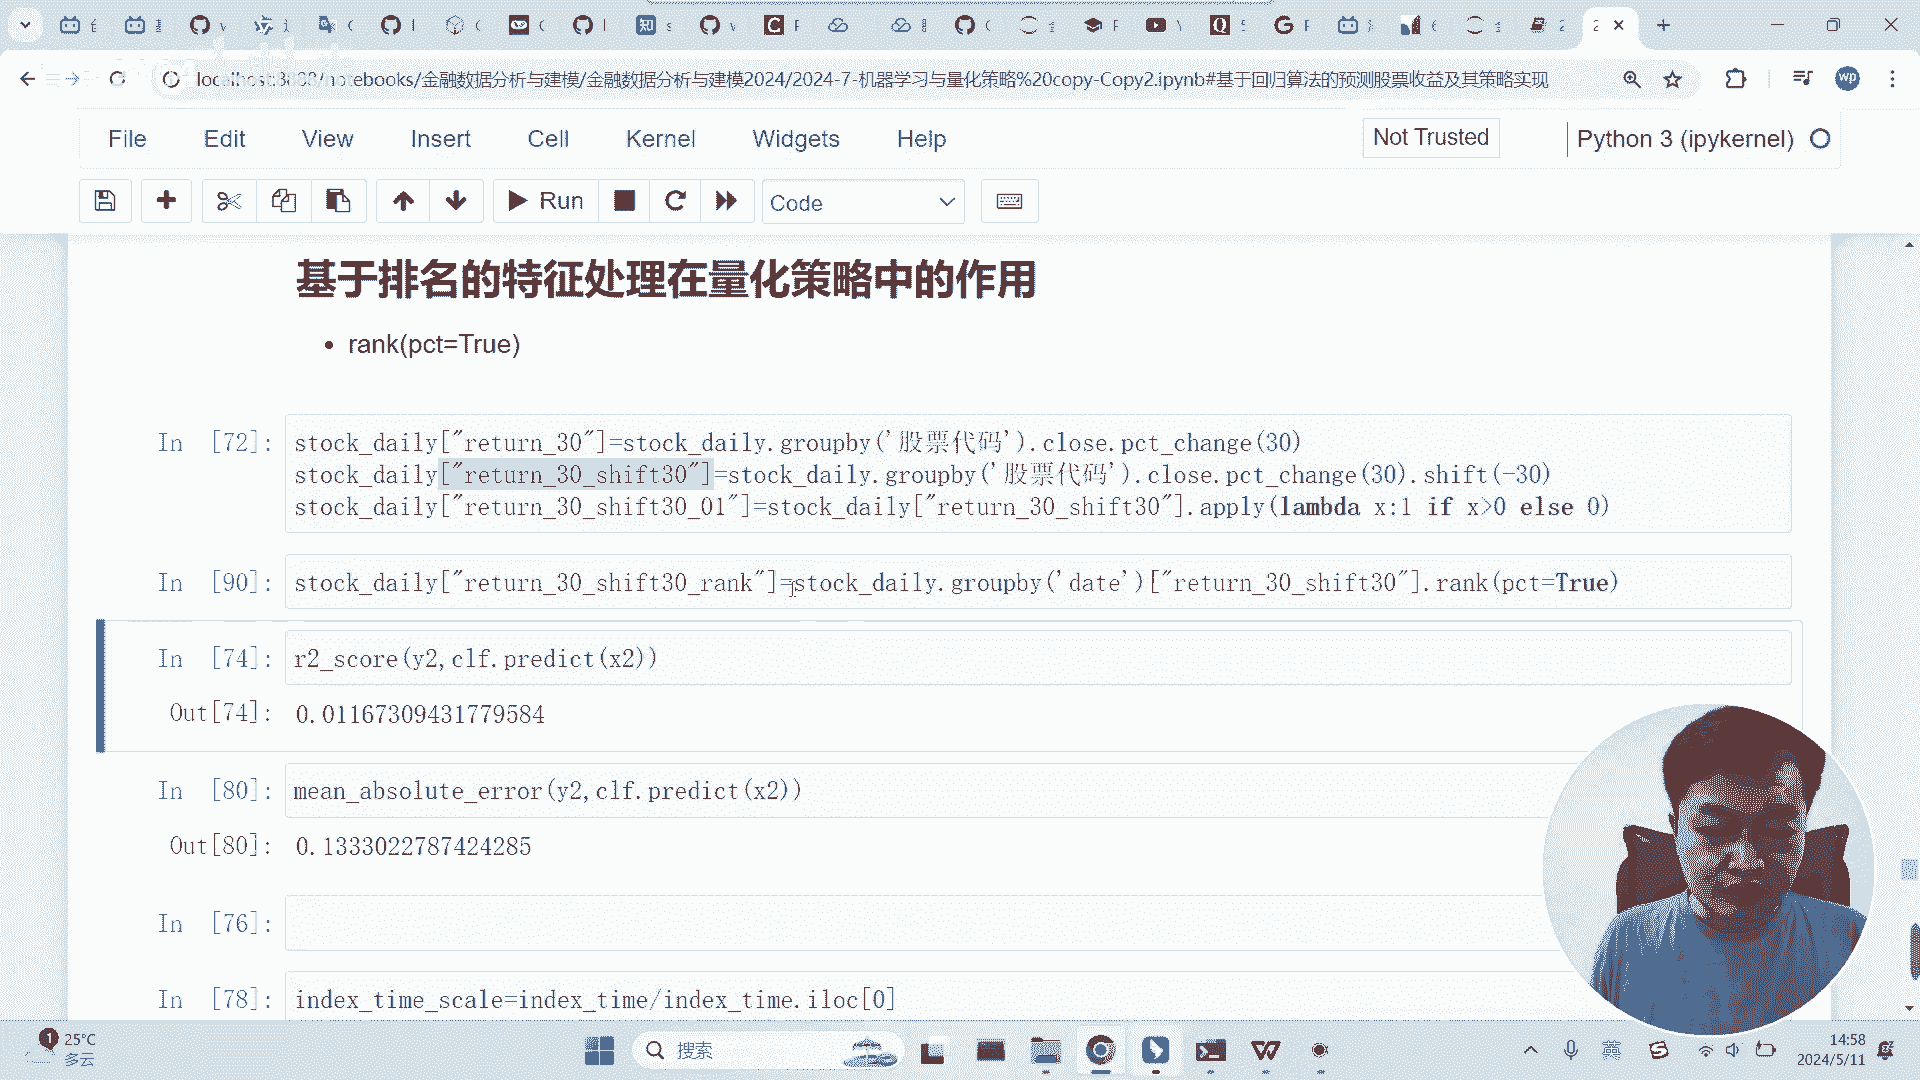 localhost:8888/notebooks/金融数据分析与建模/金融数据分析与建模2024/2024-7-机器学习与量化策略%20copy-Copy2.ipynb#基于回归算法的预测股票收益及其策略实现
wp
File Edit View Insert Cell Kernel Widgets Help
Not Trusted
Python 3 (ipykernel)
Run
Code
基于排名的特征处理在量化策略中的作用
• rank(pct=True)
In [72]:
stock_daily["return_30"]=stock_daily.groupby('股票代码').close.pct_change(30)
stock_daily["return_30_shift30"]=stock_daily.groupby('股票代码').close.pct_change(30).shift(-30)
stock_daily["return_30_shift30_01"]=stock_daily["return_30_shift30"].apply(lambda x:1 if x>0 else 0)
In [90]:
stock_daily["return_30_shift30_rank"]=stock_daily.groupby('date')["return_30_shift30"].rank(pct=True)
In [74]:
r2_score(y2,clf.predict(x2))
Out[74]:
0.01167309431779584
In [80]:
mean_absolute_error(y2,clf.predict(x2))
Out[80]:
0.1333022787424285
In [76]:
In [78]:
index_time_scale=index_time/index_time.iloc[0]
1
25°C
多云
搜索
英
14:58
2024/5/11